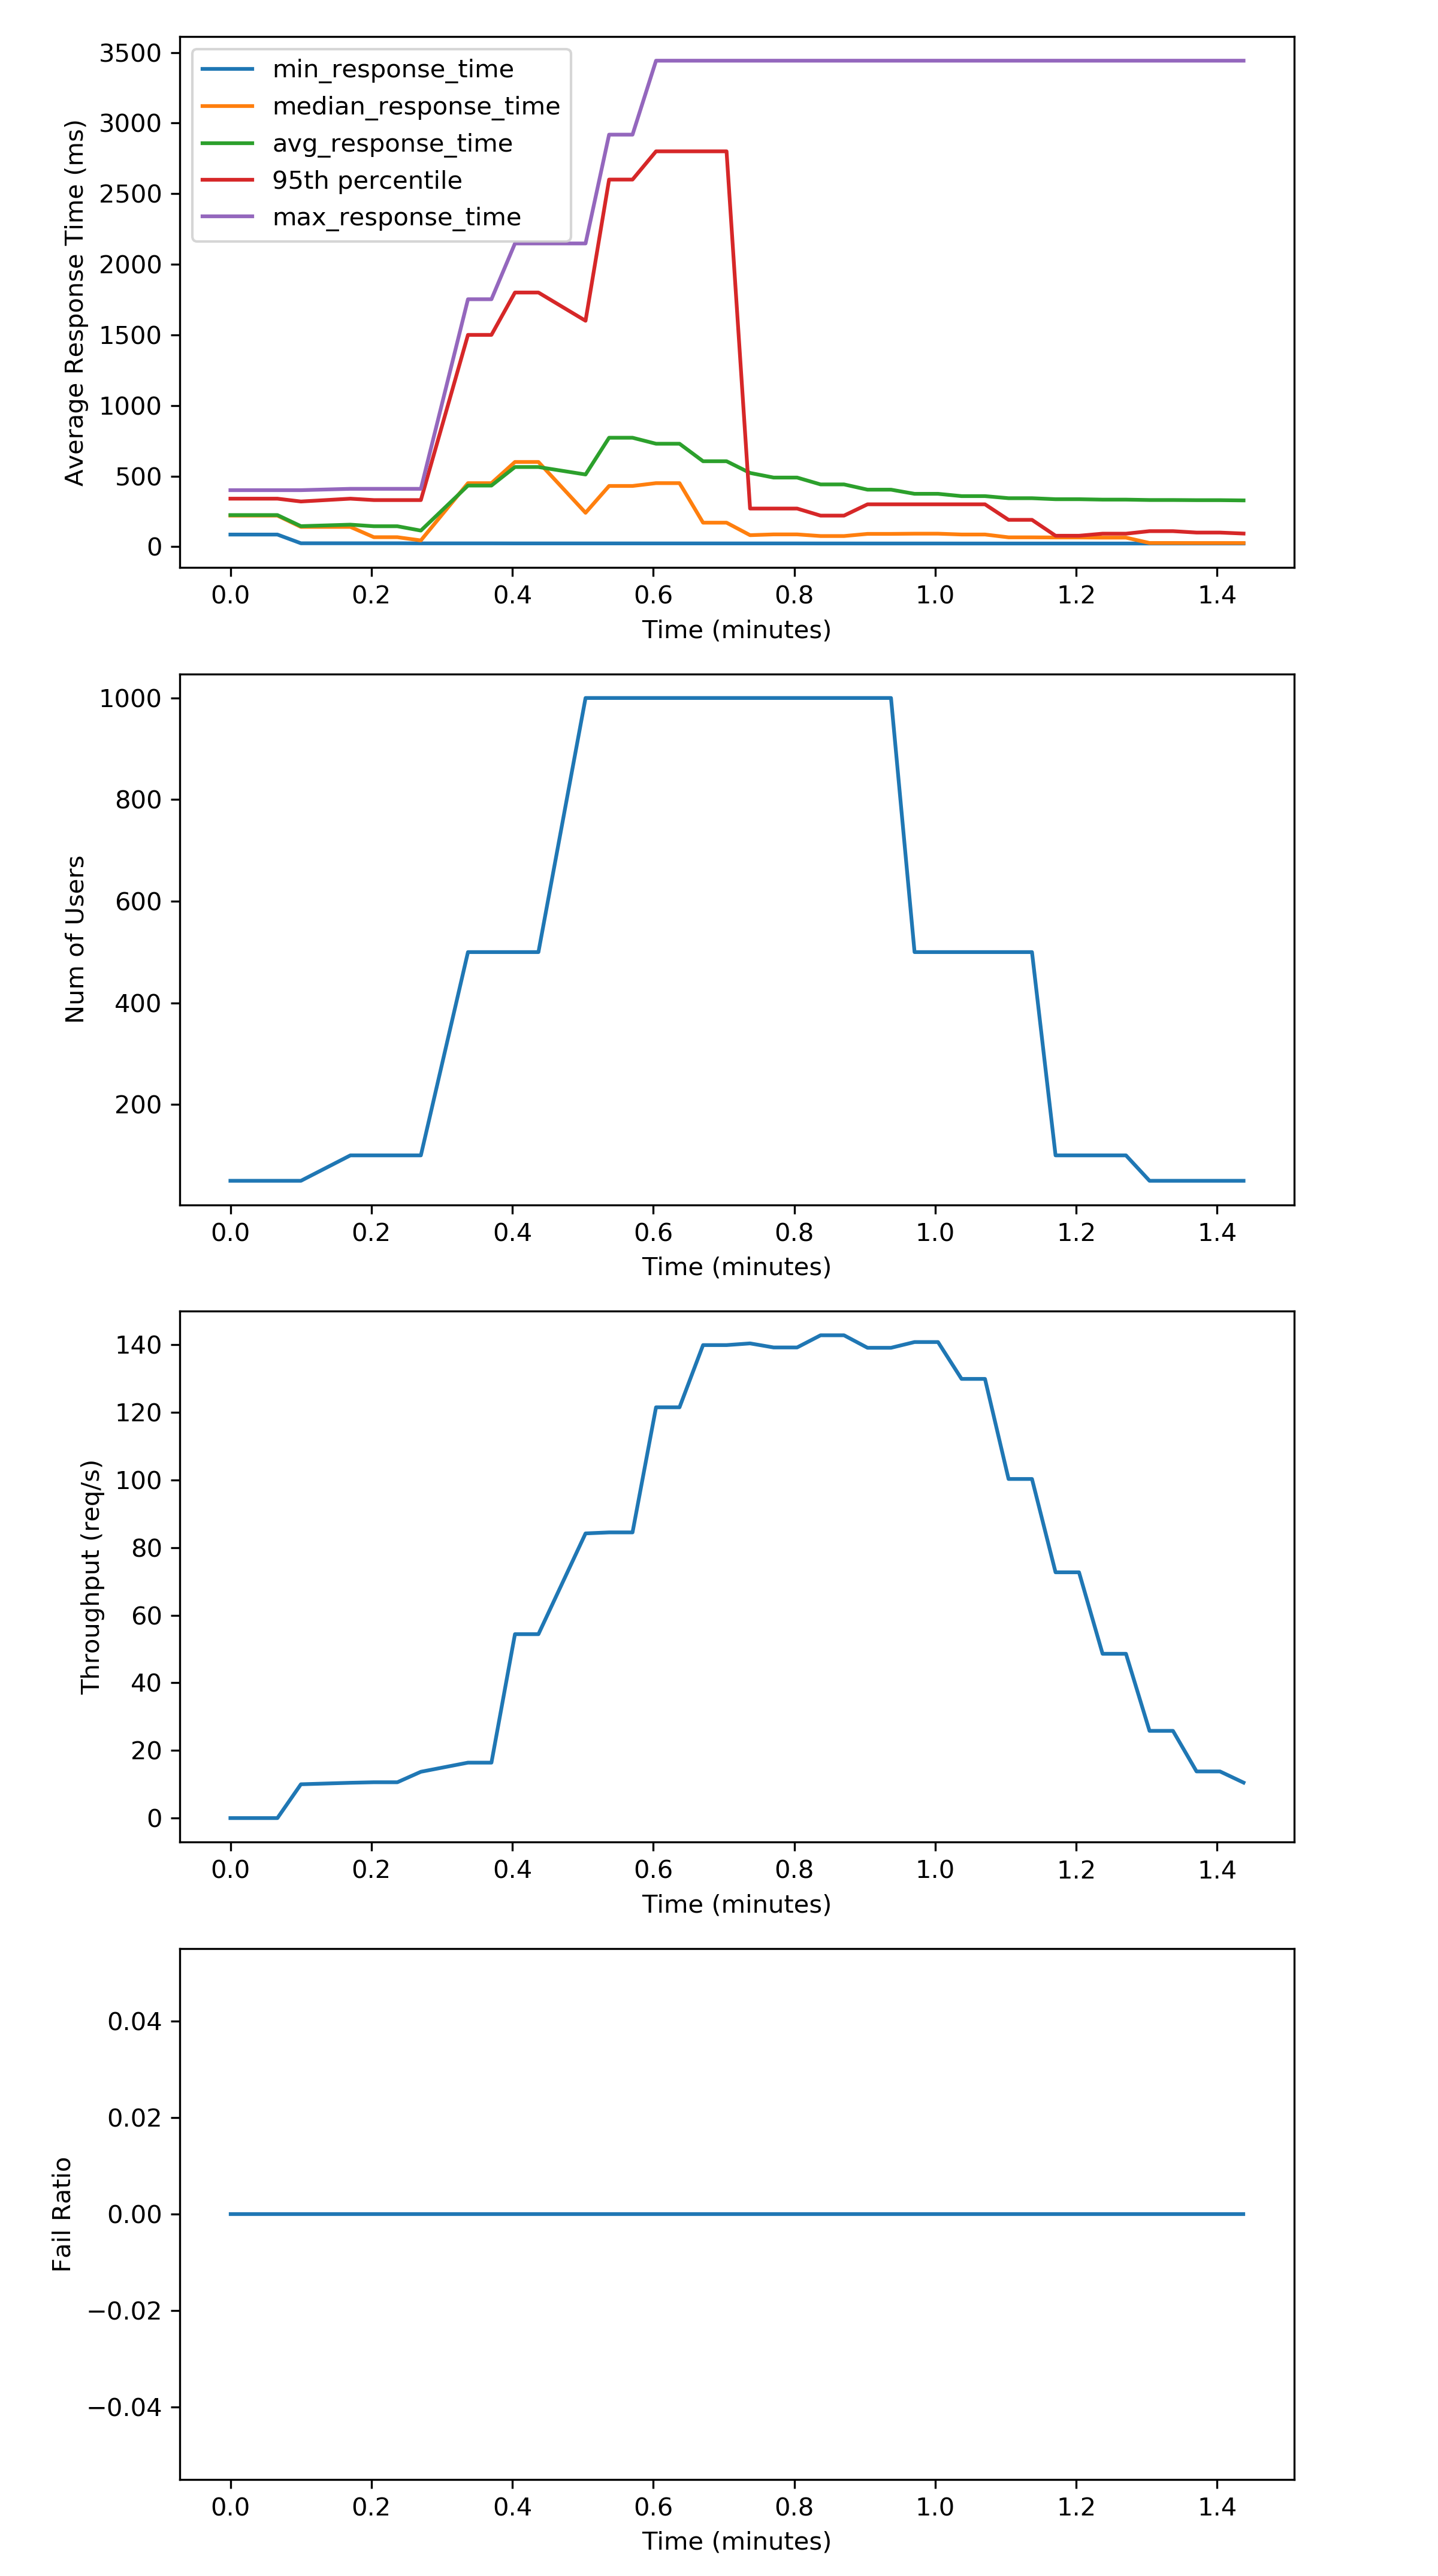 3500
3000
2500
2000
1500
1000
500
0
Average Response Time (ms)
min_response_time
median_response_time
avg_response_time
95th percentile
max_response_time
0.0 0.2 0.4 0.6 0.8 1.0 1.2 1.4
Time (minutes)
1000
800
600
400
200
Num of Users
0.0 0.2 0.4 0.6 0.8 1.0 1.2 1.4
Time (minutes)
140
120
100
80
60
40
20
0
Throughput (req/s)
0.0 0.2 0.4 0.6 0.8 1.0 1.2 1.4
Time (minutes)
0.04
0.02
0.00
−0.02
−0.04
Fail Ratio
0.0 0.2 0.4 0.6 0.8 1.0 1.2 1.4
Time (minutes)